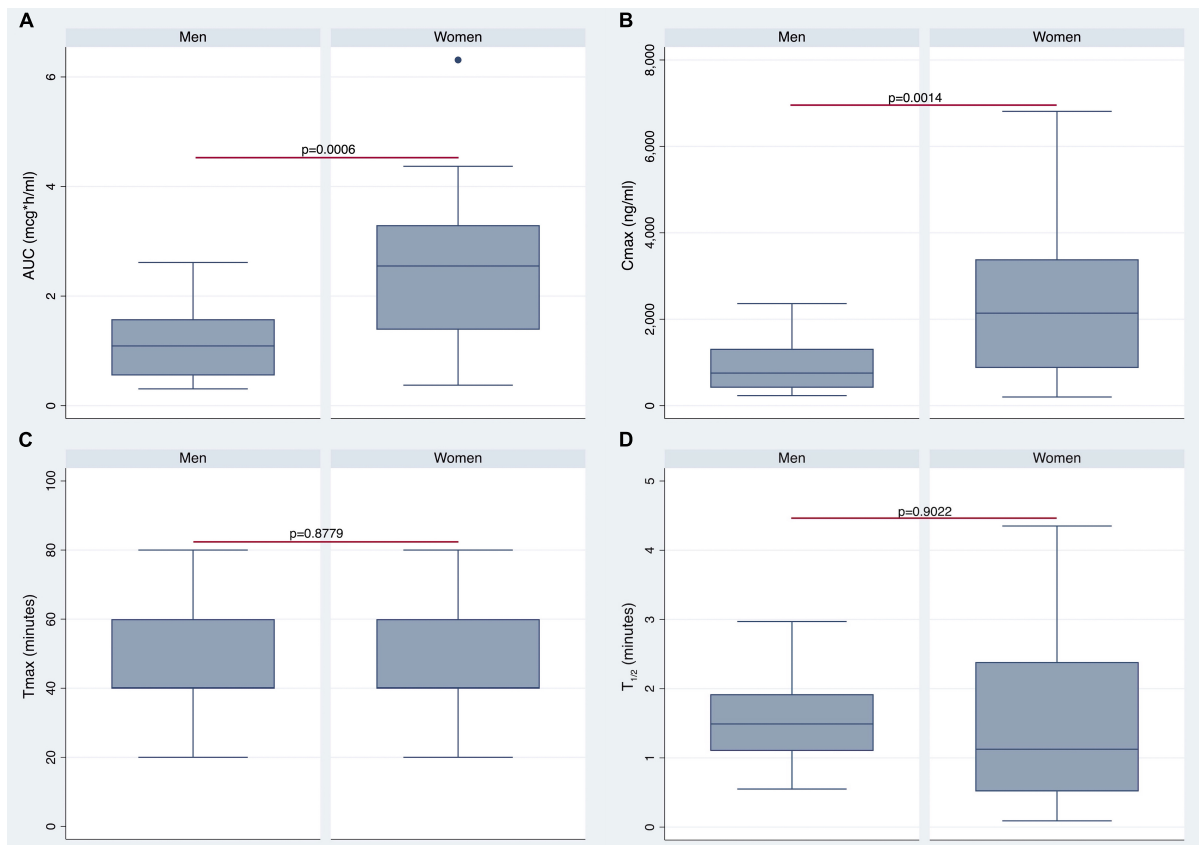 A
Men
Women
AUC (mcg*h/ml)
6
4
2
0
p=0.0006
B
Men
Women
Cmax (ng/ml)
8,000
6,000
4,000
2,000
0
p=0.0014
C
Men
Women
Tmax (minutes)
100
80
60
40
20
0
p=0.8779
D
Men
Women
T1/2 (minutes)
5
4
3
2
1
0
p=0.9022